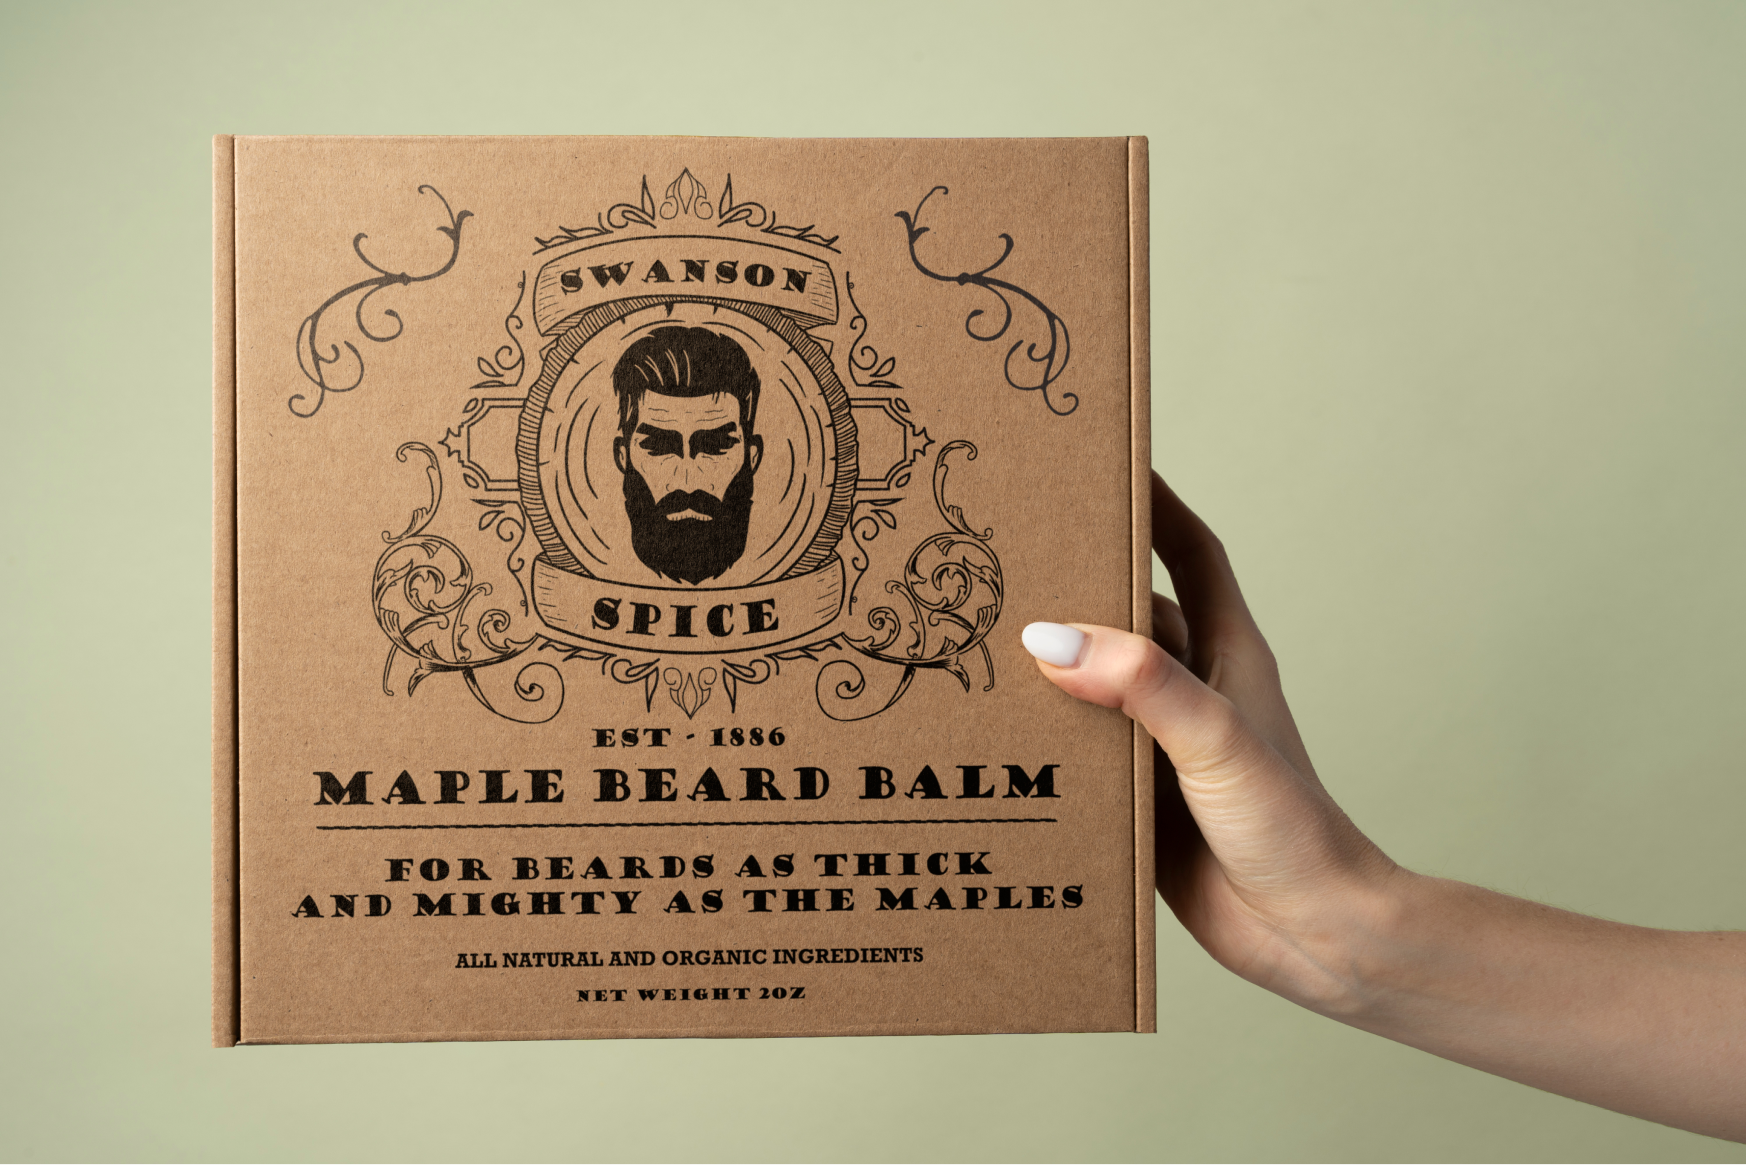 SWANSON
SPICE
EST - 1886
MAPLE BEARD BALM
FOR BEARDS AS THICK
AND MIGHTY AS THE MAPLES
ALL NATURAL AND ORGANIC INGREDIENTS
NET WEIGHT 2OZ